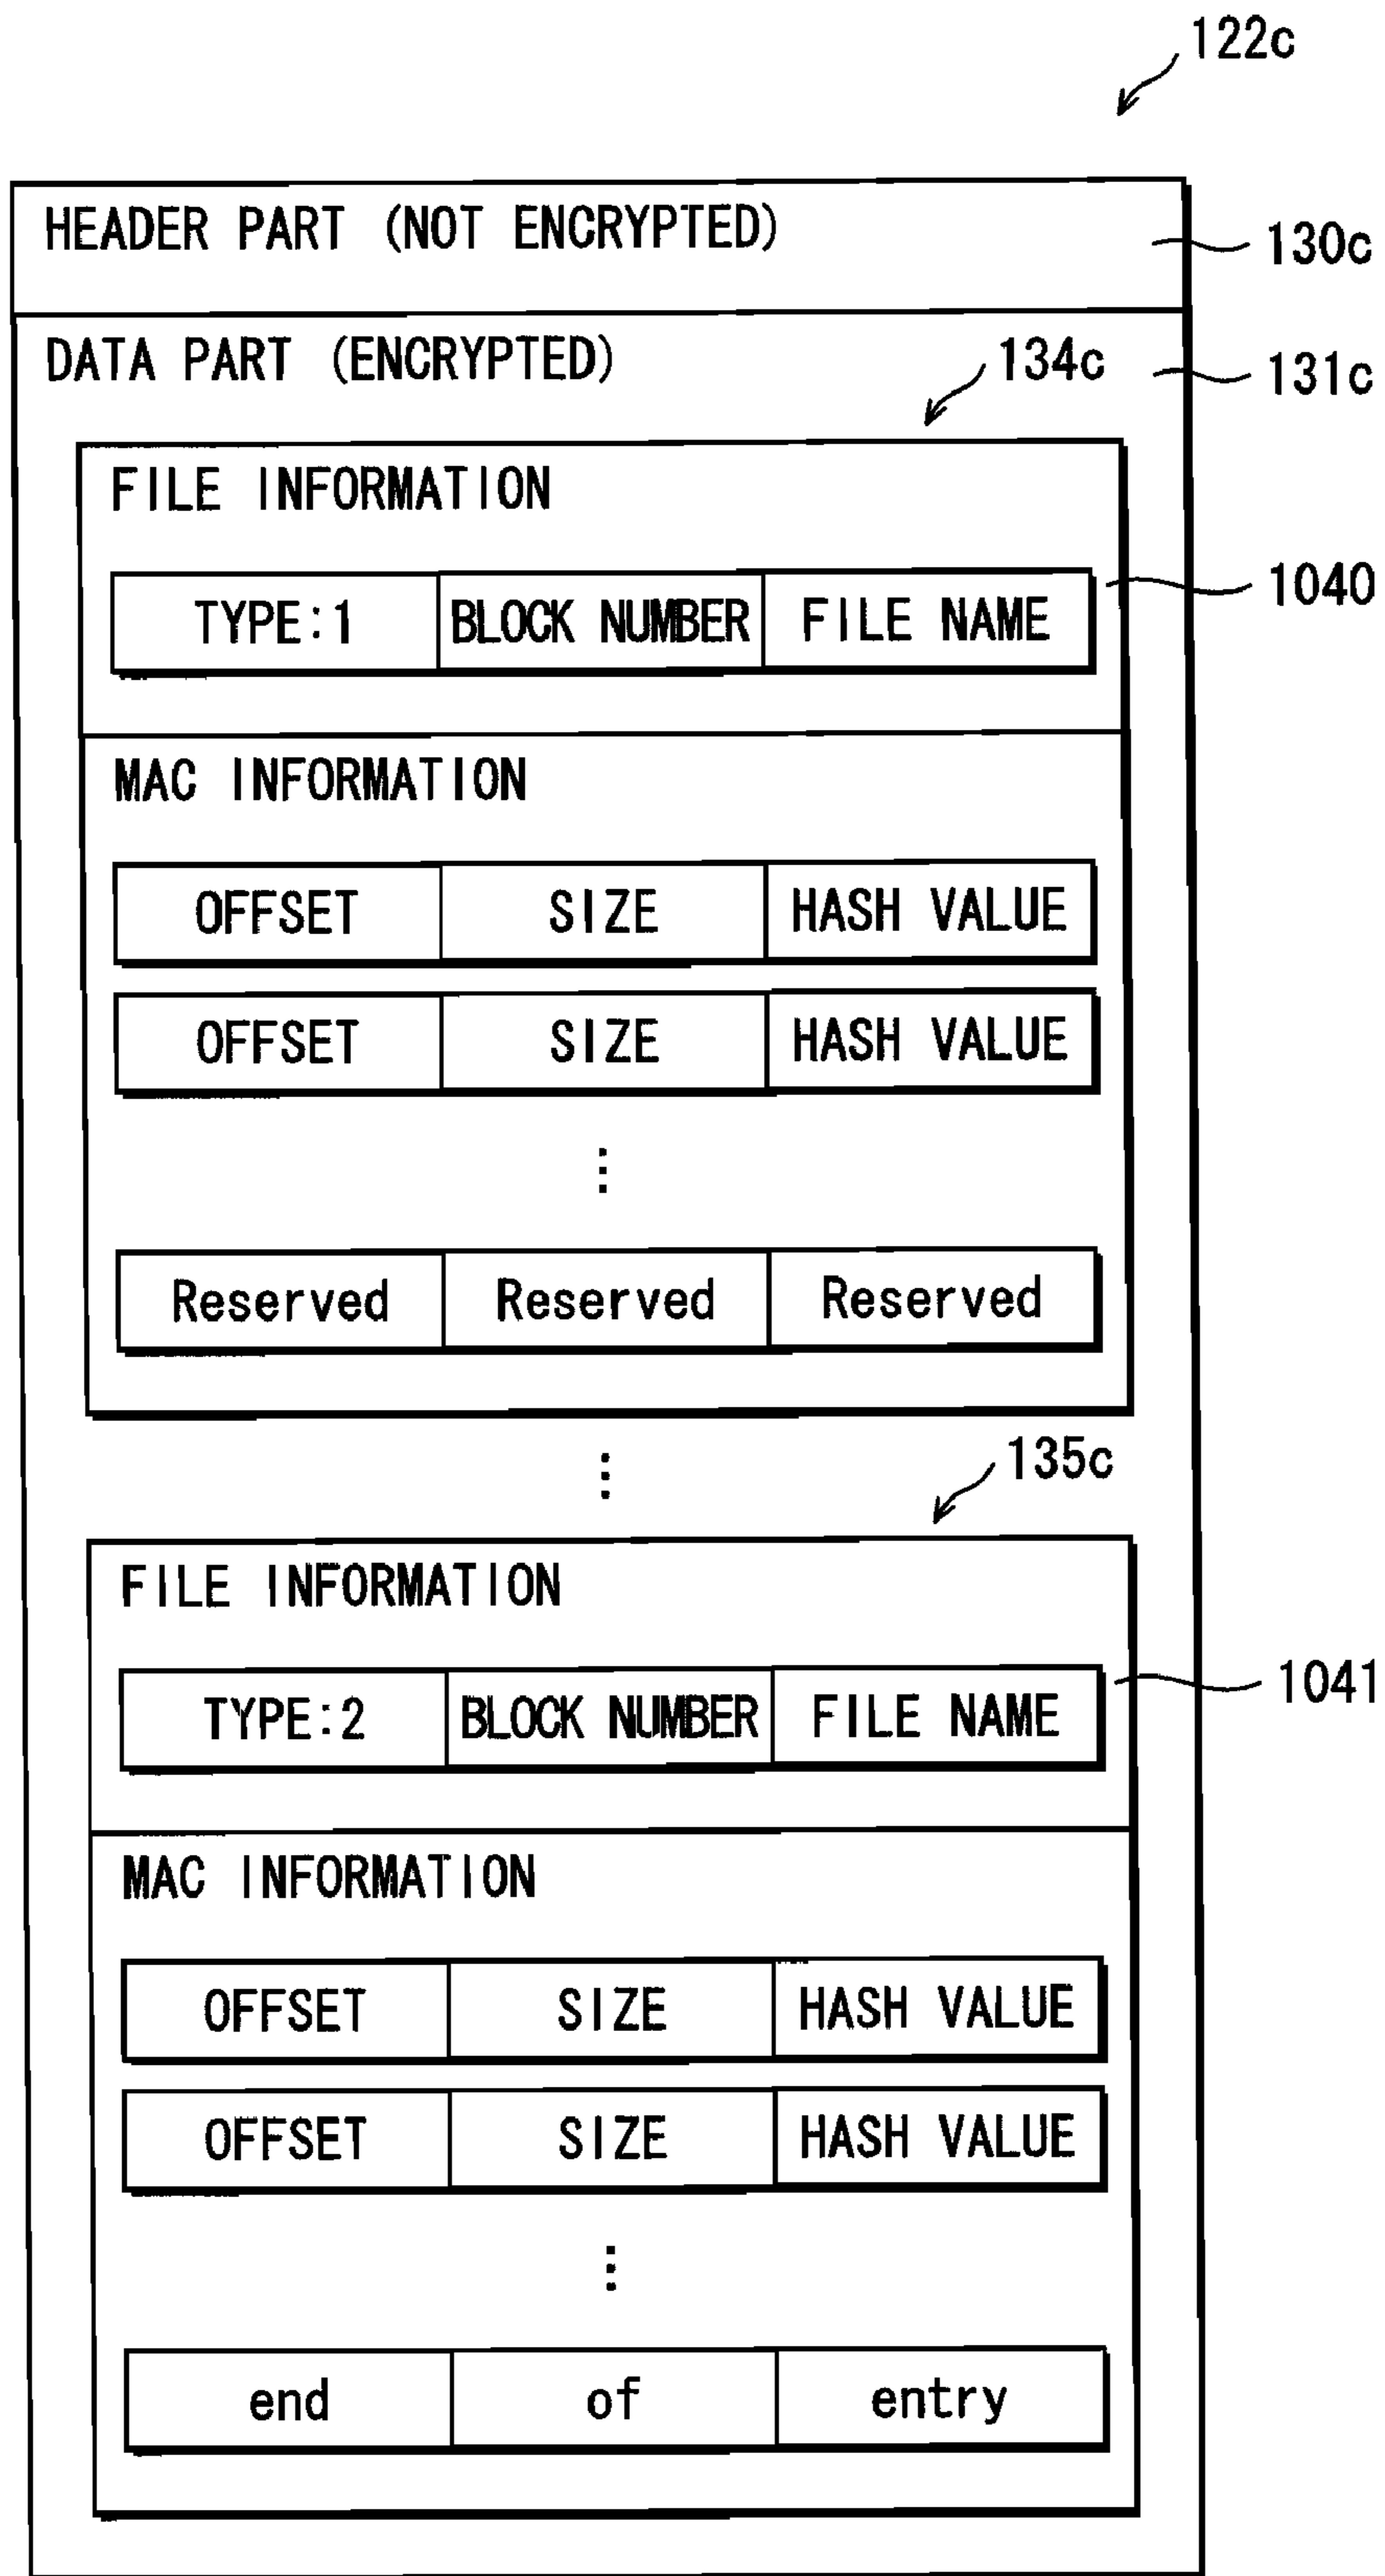 122c
HEADER PART (NOT ENCRYPTED)
130c
DATA PART (ENCRYPTED)
134c
131c
FILE INFORMATION
TYPE:1 BLOCK NUMBER FILE NAME
1040
MAC INFORMATION
OFFSET SIZE HASH VALUE
OFFSET SIZE HASH VALUE
Reserved Reserved Reserved
135c
FILE INFORMATION
TYPE:2 BLOCK NUMBER FILE NAME
1041
MAC INFORMATION
OFFSET SIZE HASH VALUE
OFFSET SIZE HASH VALUE
end of entry